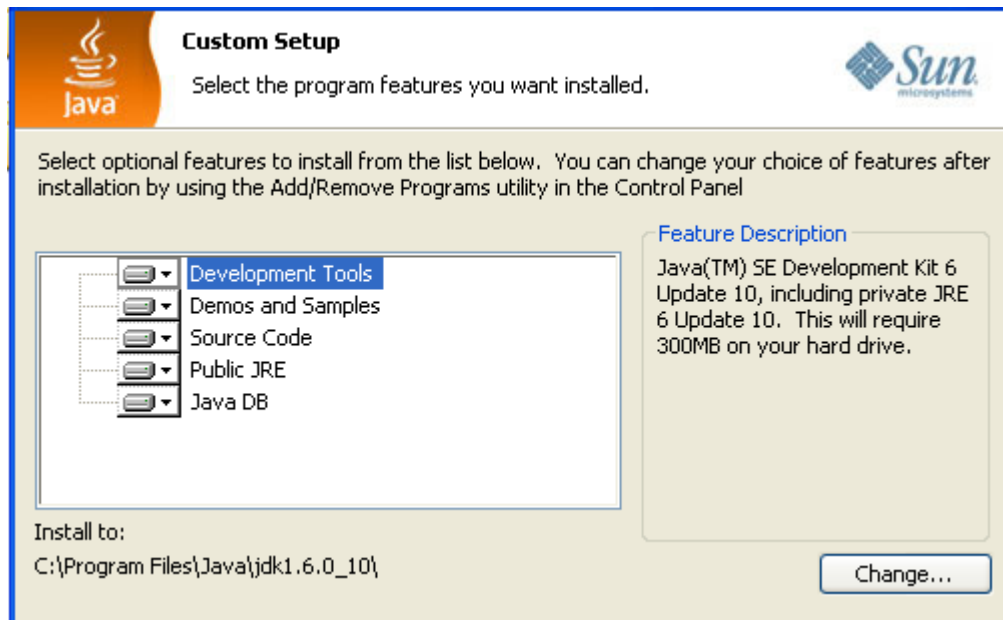 Custom Setup
Select the program features you want installed.
Java
Sun
microsystems
Select optional features to install from the list below.  You can change your choice of features after
installation by using the Add/Remove Programs utility in the Control Panel
Feature Description
Development Tools
Demos and Samples
Source Code
Public JRE
Java DB
Java(TM) SE Development Kit 6
Update 10, including private JRE
6 Update 10.  This will require
300MB on your hard drive.
Install to:
C:\Program Files\Java\jdk1.6.0_10\
Change...